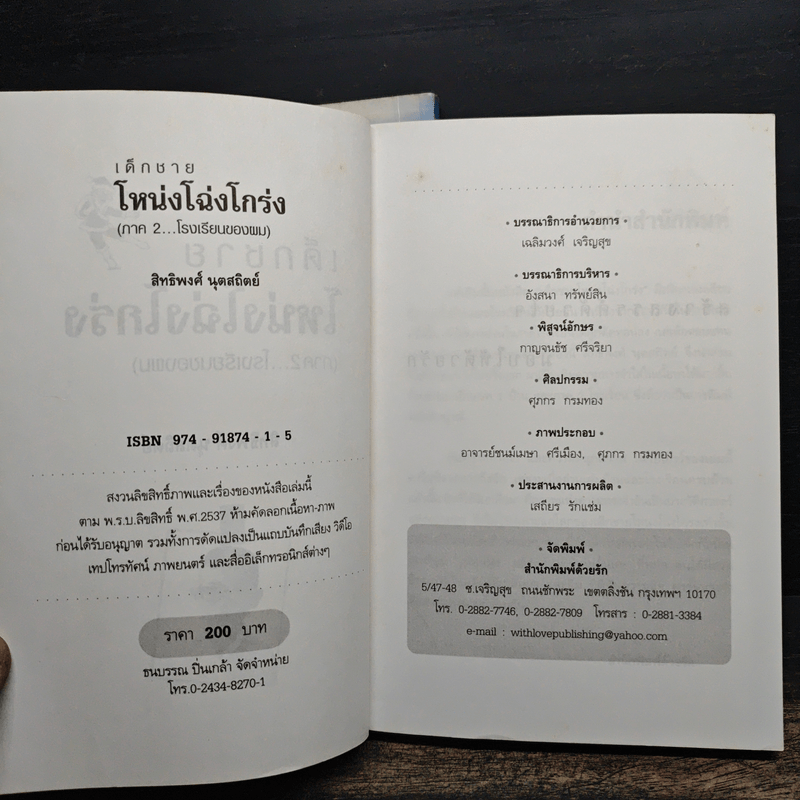 เด็กชาย
โหน่งโฉ่งโกร่ง
(ภาค 2...โรงเรียนของผม)
สิทธิพงศ์ นุตสถิตย์
ISBN 974 - 91874 - 1 - 5
สงวนลิขสิทธิ์ภาพและเรื่องของหนังสือเล่มนี้
ตาม พ.ร.บ.ลิขสิทธิ์ พ.ศ.2537 ห้ามคัดลอกเนื้อหา-ภาพ
ก่อนได้รับอนุญาต รวมทั้งการดัดแปลงเป็นแถบบันทึกเสียง วิดีโอ
เทปโทรทัศน์ ภาพยนตร์ และสื่ออิเล็กทรอนิกส์ต่างๆ
ราคา 200 บาท
ธนบรรณ ปิ่นเกล้า จัดจำหน่าย
โทร.0-2434-8270-1
• บรรณาธิการอำนวยการ •
เฉลิมวงศ์ เจริญสุข
• บรรณาธิการบริหาร •
อังสนา ทรัพย์สิน
• พิสูจน์อักษร •
กาญจนธัช ศรีจริยา
• ศิลปกรรม •
ศุภกร กรมทอง
• ภาพประกอบ •
อาจารย์ชนม์เมษา ศรีเมือง, ศุภกร กรมทอง
• ประสานงานการผลิต •
เสถียร รักแซ่ม
• จัดพิมพ์ •
สำนักพิมพ์ด้วยรัก
5/47-48 ซ.เจริญสุข ถนนชักพระ เขตตลิ่งชัน กรุงเทพฯ 10170
โทร. 0-2882-7746, 0-2882-7809 โทรสาร : 0-2881-3384
e-mail : withlovepublishing@yahoo.com